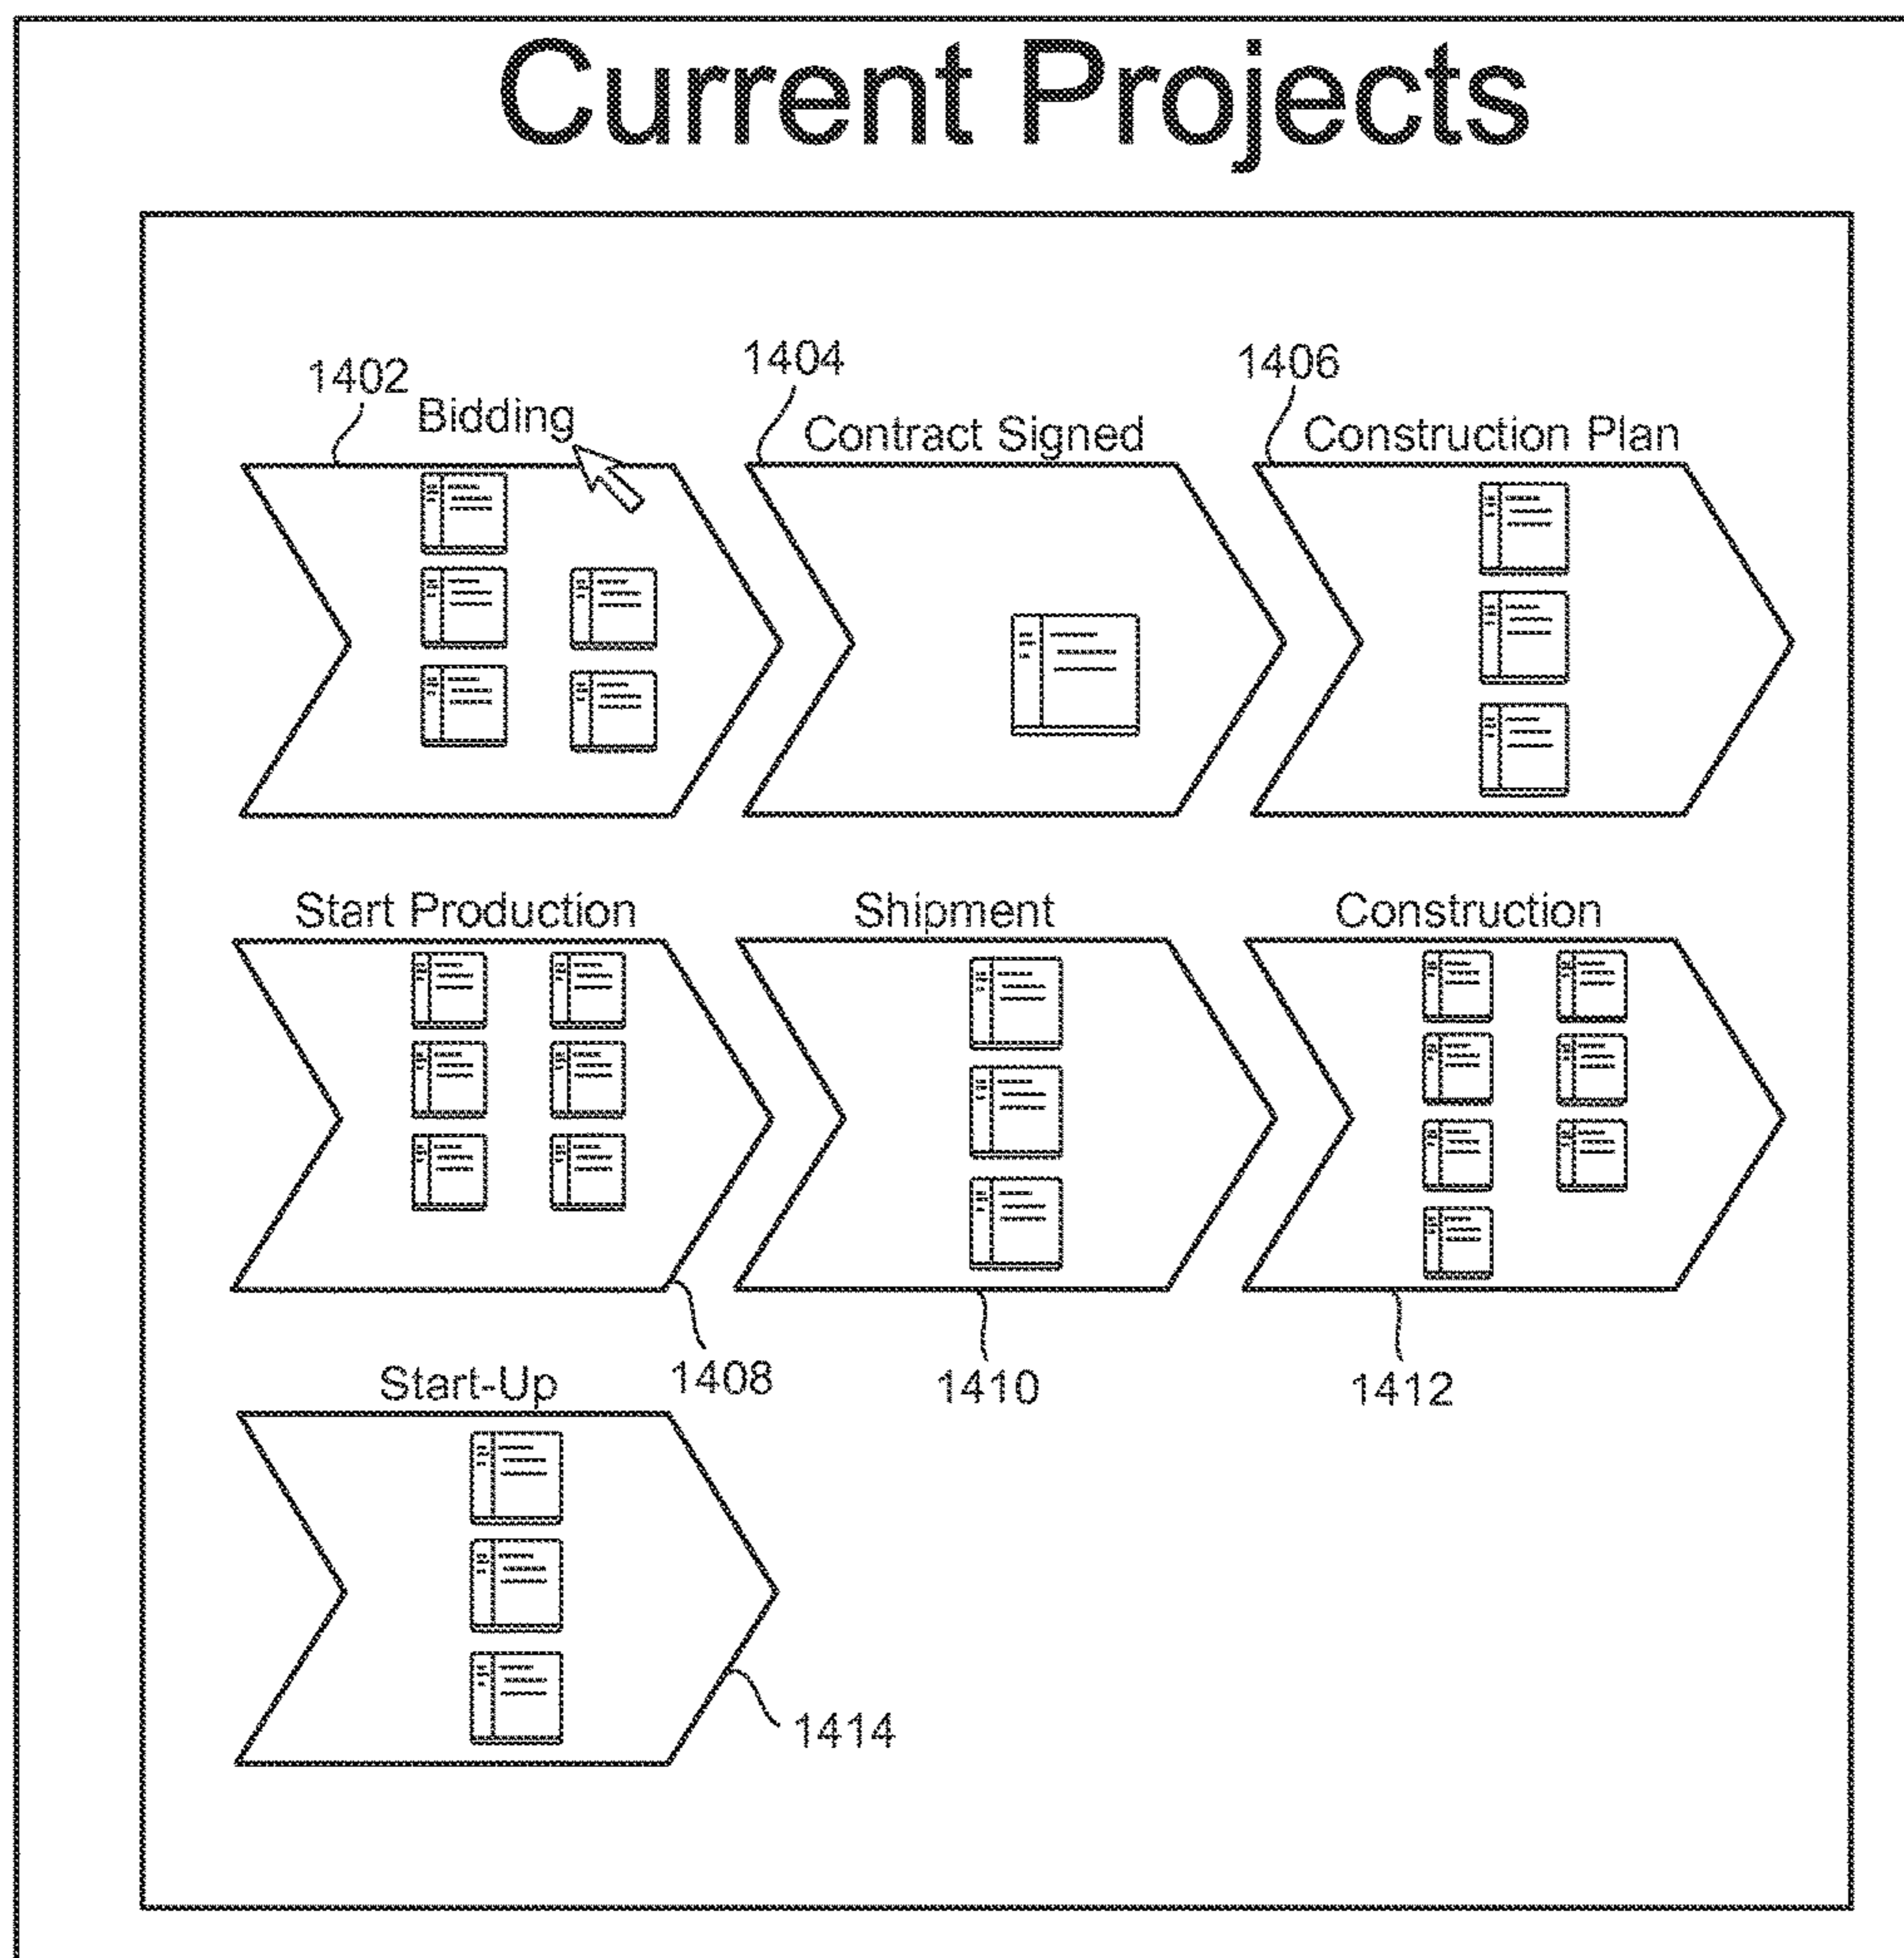 Current Projects
1402
Bidding
1404
Contract Signed
1406
Construction Plan
Start Production
Shipment
Construction
1408
1410
1412
Start-Up
1414